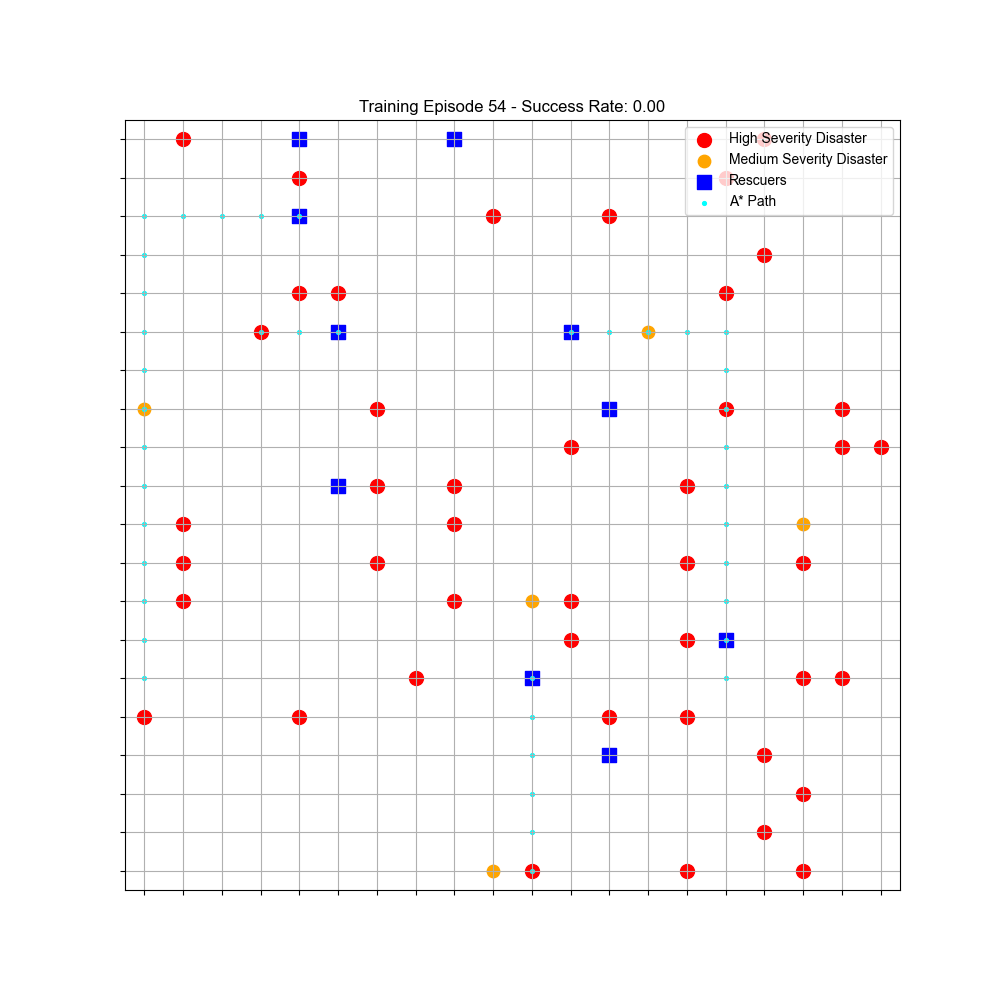 Training Episode 54 - Success Rate: 0.00
High Severity Disaster
Medium Severity Disaster
Rescuers
A* Path